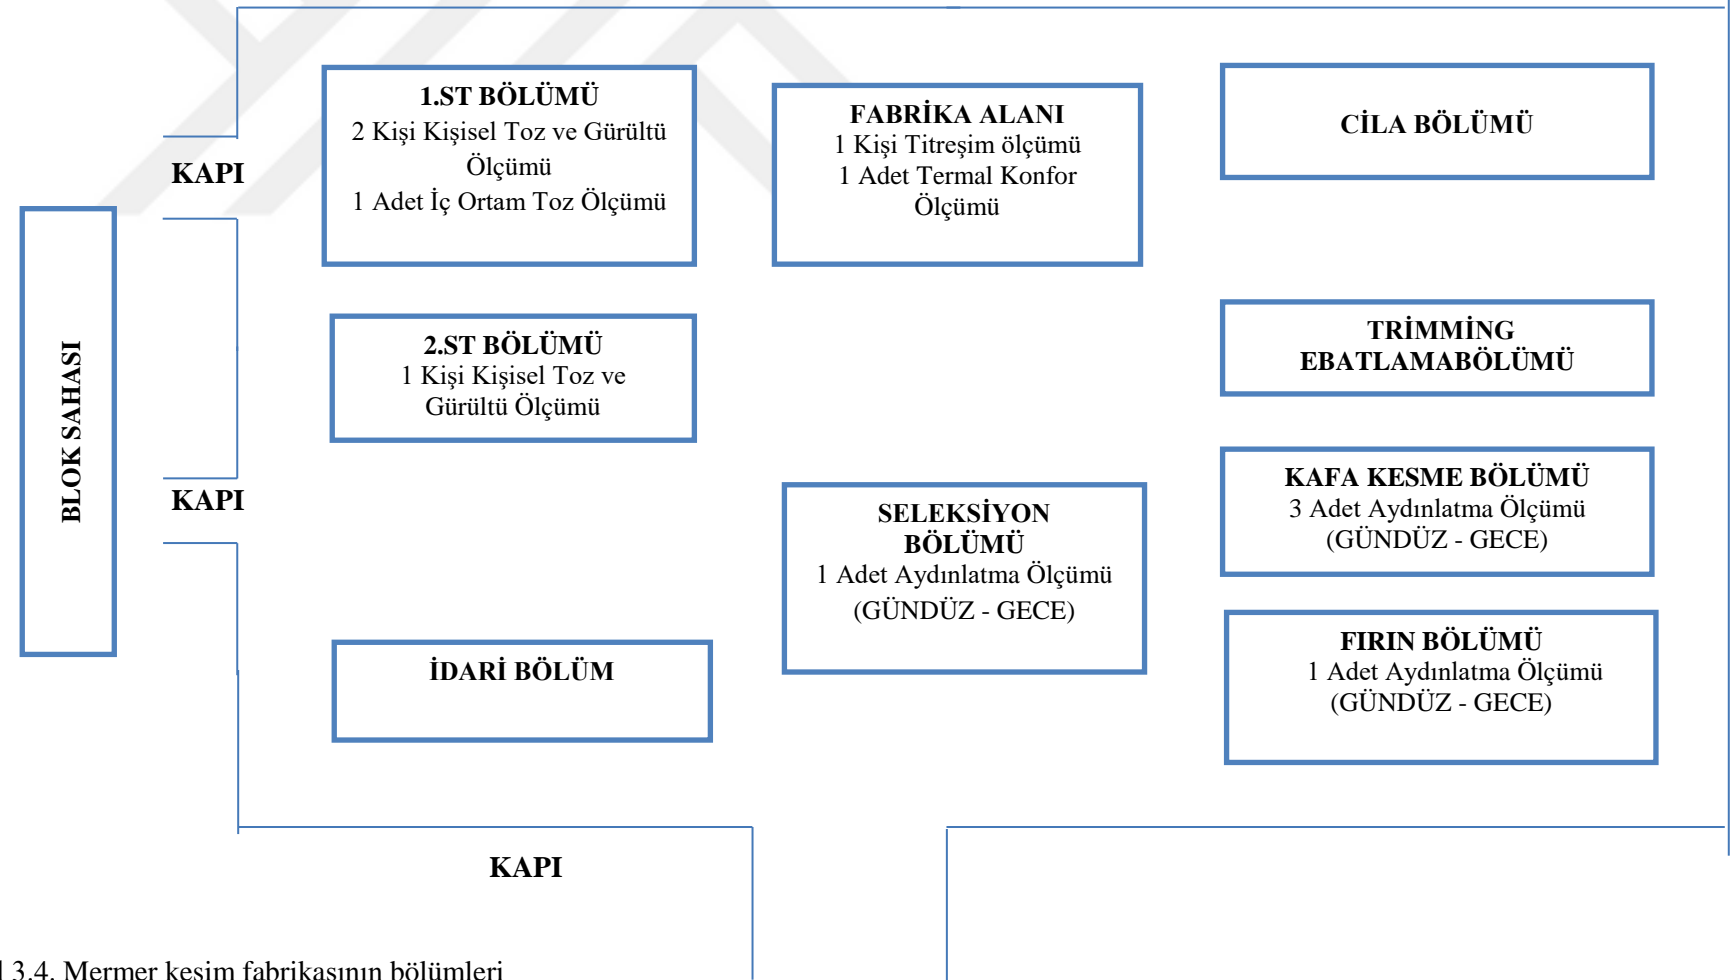 1.ST BÖLÜMÜ
2 Kişi Kişisel Toz ve Gürültü
Ölçümü
1 Adet İç Ortam Toz Ölçümü
FABRİKA ALANI
1 Kişi Titreşim ölçümü
1 Adet Termal Konfor
Ölçümü
CİLA BÖLÜMÜ
KAPI
BLOK SAHASI
2.ST BÖLÜMÜ
1 Kişi Kişisel Toz ve
Gürültü Ölçümü
TRİMMİNG
EBATLAMABÖLÜMÜ
KAPI
SELEKSİYON
BÖLÜMÜ
1 Adet Aydınlatma Ölçümü
(GÜNDÜZ - GECE)
KAFA KESME BÖLÜMÜ
3 Adet Aydınlatma Ölçümü
(GÜNDÜZ - GECE)
İDARİ BÖLÜM
FIRIN BÖLÜMÜ
1 Adet Aydınlatma Ölçümü
(GÜNDÜZ - GECE)
KAPI
3.4. Mermer kesim fabrikasının bölümleri